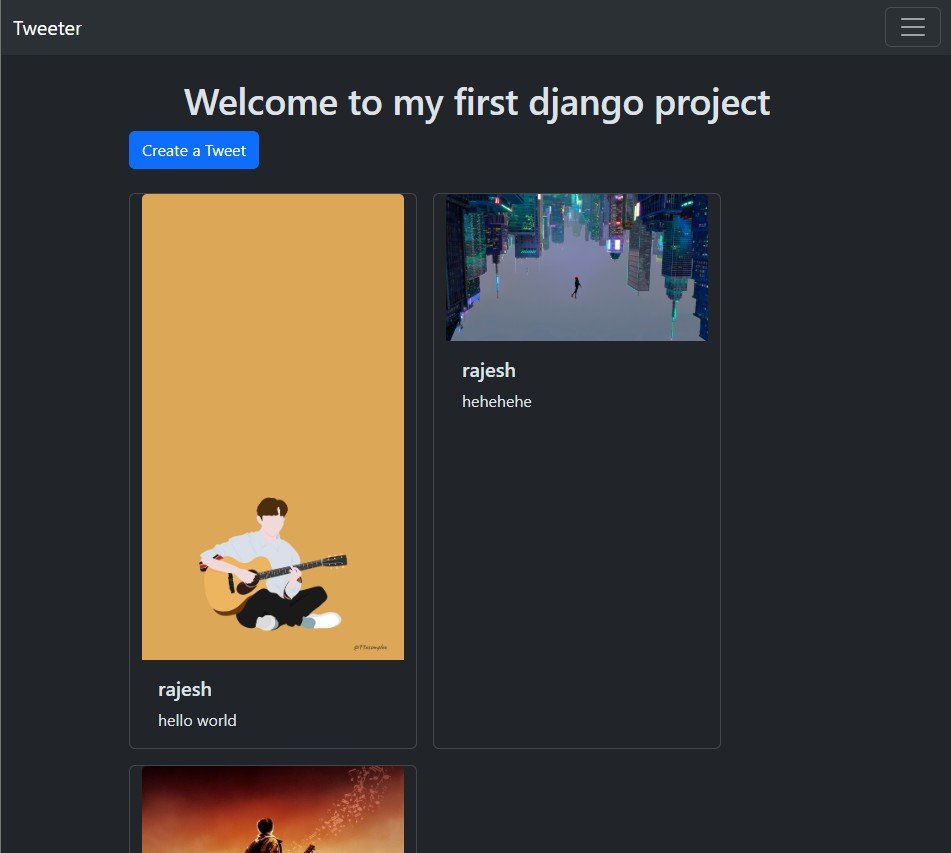 Tweeter
Welcome to my first django project
Create a Tweet
rajesh
hello world
rajesh
hehehehe